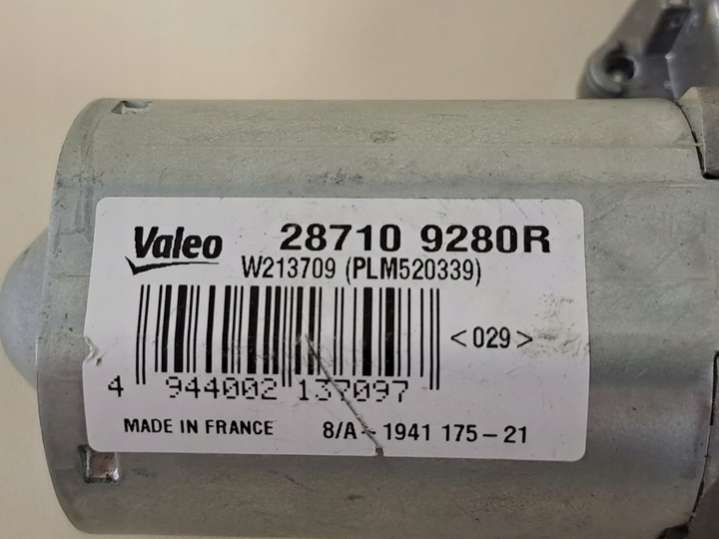 Valeo 28710 9280R
W213709 (PLM520339)
<029>
4 944002 137097
MADE IN FRANCE 8/A - 1941 175-21